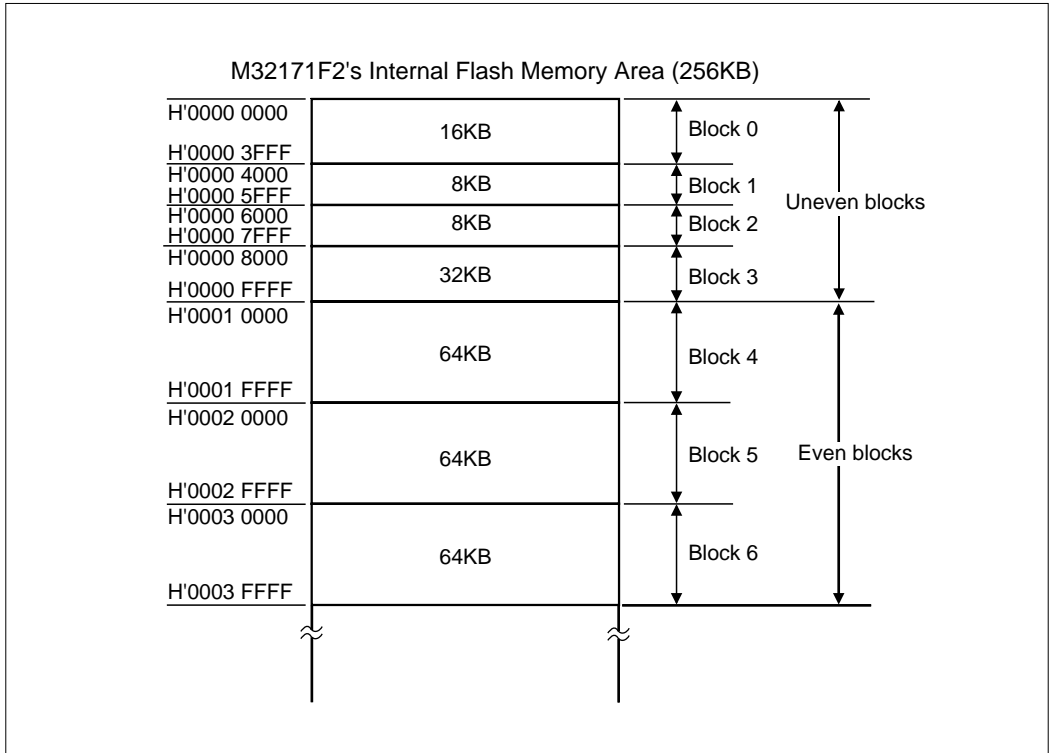 M32171F2's Internal Flash Memory Area (256KB)
H'0000 0000
16KB
Block 0
H'0000 3FFF
H'0000 4000
8KB
Block 1
H'0000 5FFF
Uneven blocks
H'0000 6000
8KB
Block 2
H'0000 7FFF
H'0000 8000
32KB
Block 3
H'0000 FFFF
H'0001 0000
64KB
Block 4
H'0001 FFFF
H'0002 0000
64KB
Block 5
Even blocks
H'0002 FFFF
H'0003 0000
64KB
Block 6
H'0003 FFFF